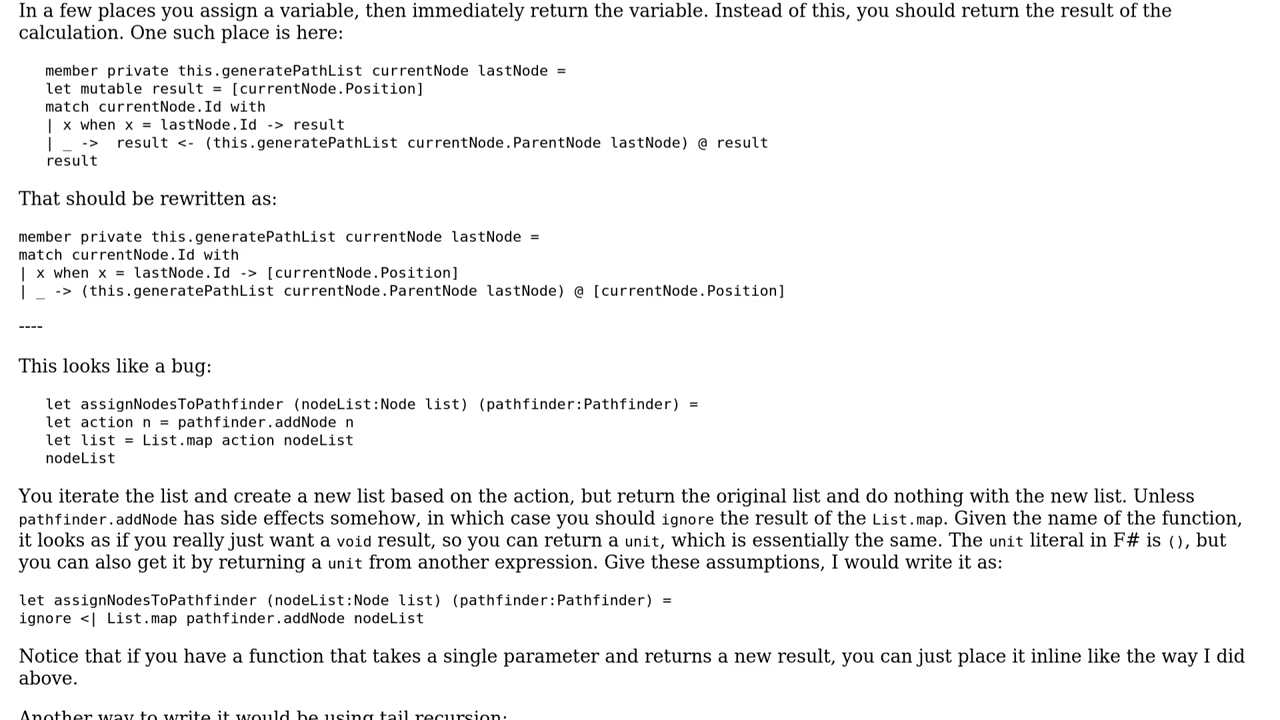 In a few places you assign a variable, then immediately return the variable. Instead of this, you should return the result of the
calculation. One such place is here:
member private this.generatePathList currentNode lastNode =
let mutable result = [currentNode.Position]
match currentNode.Id with
| x when x = lastNode.Id -> result
| _ ->  result <- (this.generatePathList currentNode.ParentNode lastNode) @ result
result
That should be rewritten as:
member private this.generatePathList currentNode lastNode =
match currentNode.Id with
| x when x = lastNode.Id -> [currentNode.Position]
| _ -> (this.generatePathList currentNode.ParentNode lastNode) @ [currentNode.Position]
----
This looks like a bug:
let assignNodesToPathfinder (nodeList:Node list) (pathfinder:Pathfinder) =
let action n = pathfinder.addNode n
let list = List.map action nodeList
nodeList
You iterate the list and create a new list based on the action, but return the original list and do nothing with the new list. Unless
pathfinder.addNode has side effects somehow, in which case you should ignore the result of the List.map. Given the name of the function,
it looks as if you really just want a void result, so you can return a unit, which is essentially the same. The unit literal in F# is (), but
you can also get it by returning a unit from another expression. Give these assumptions, I would write it as:
let assignNodesToPathfinder (nodeList:Node list) (pathfinder:Pathfinder) =
ignore <| List.map pathfinder.addNode nodeList
Notice that if you have a function that takes a single parameter and returns a new result, you can just place it inline like the way I did
above.
Another way to write it would be using tail recursion: